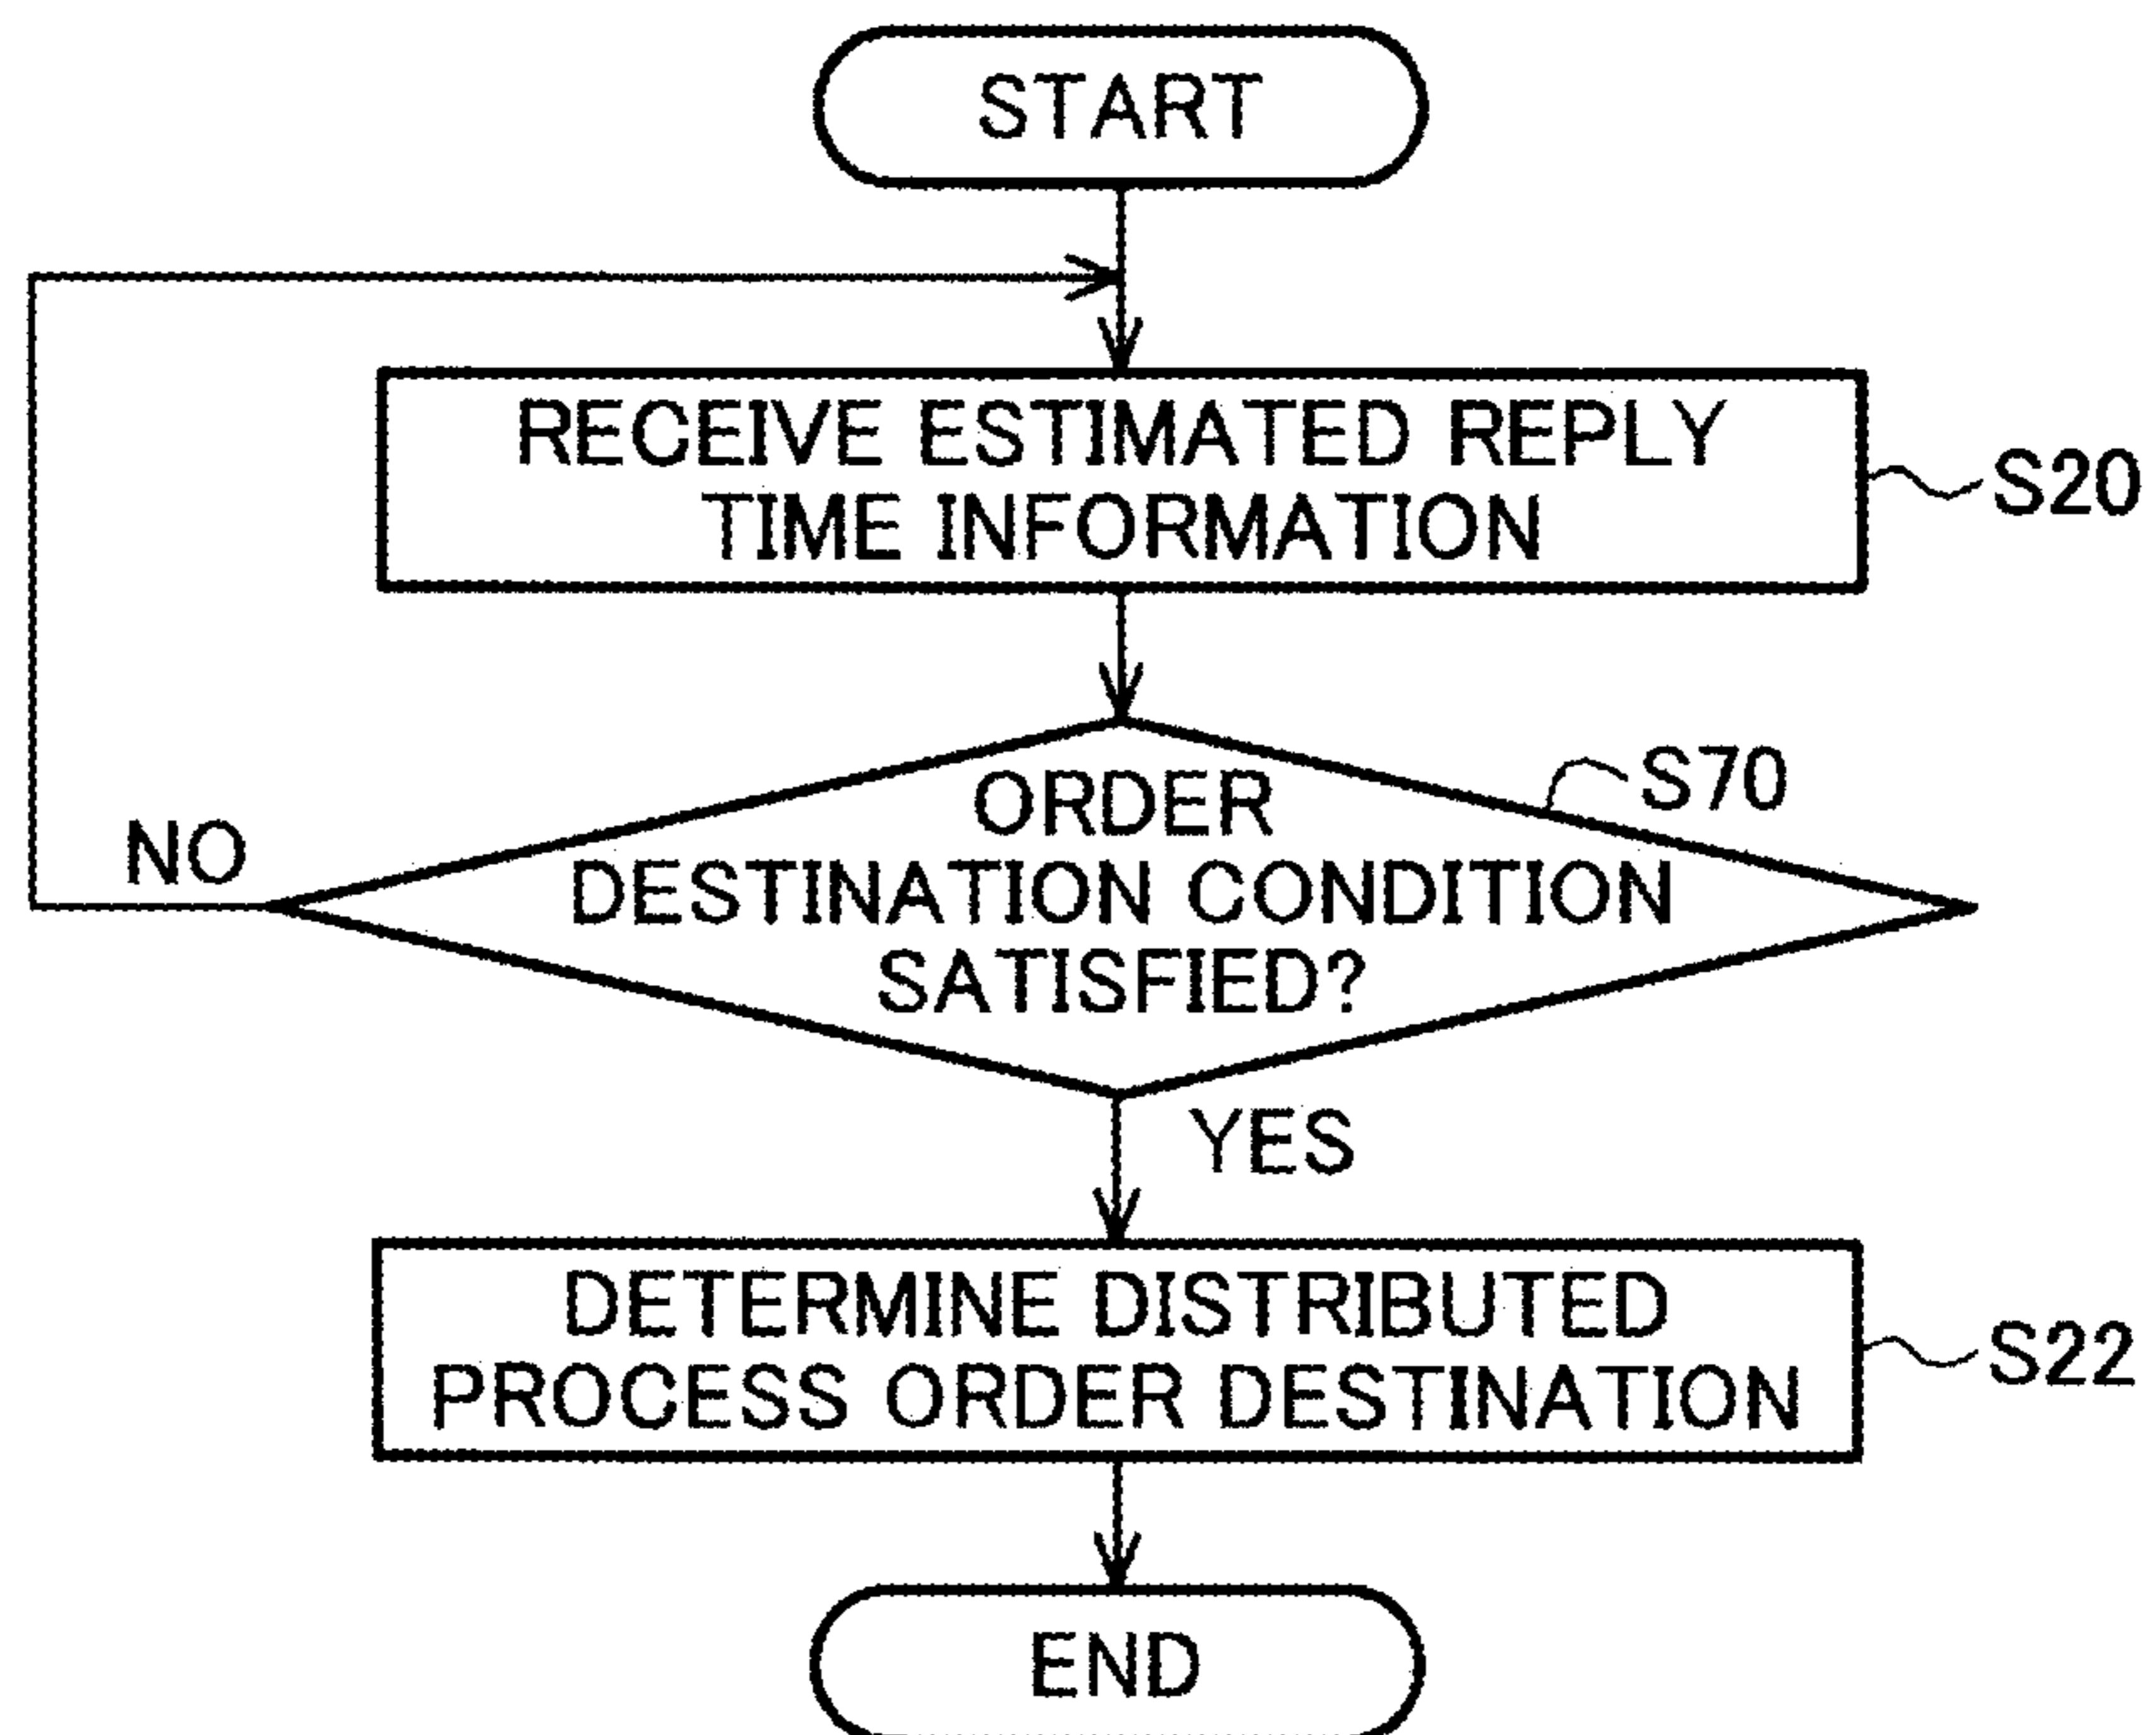 START
RECEIVE ESTIMATED REPLY
TIME INFORMATION
S20
S70
ORDER
DESTINATION CONDITION
SATISFIED?
NO
YES
DETERMINE DISTRIBUTED
PROCESS ORDER DESTINATION
S22
END